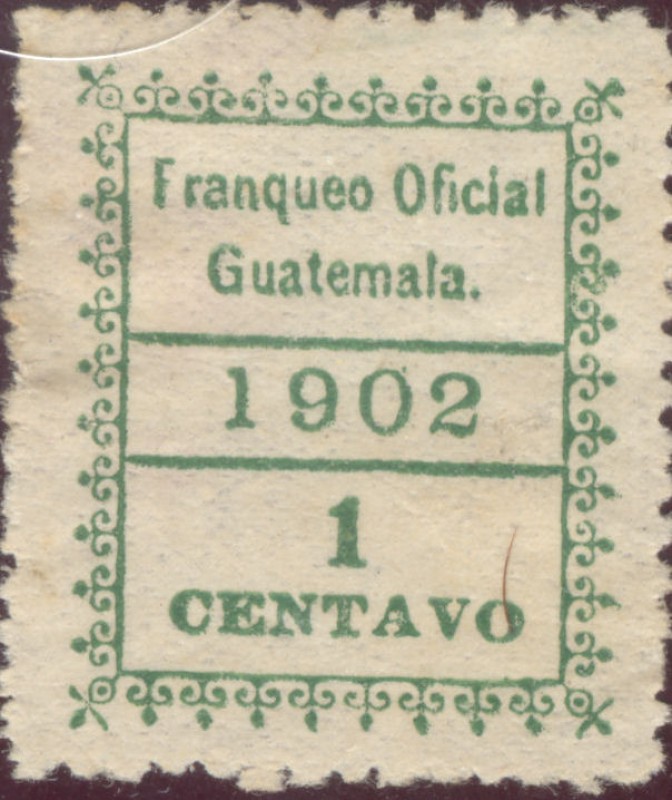 Franqueo Oficial
Guatemala.
1902
1
CENTAVO